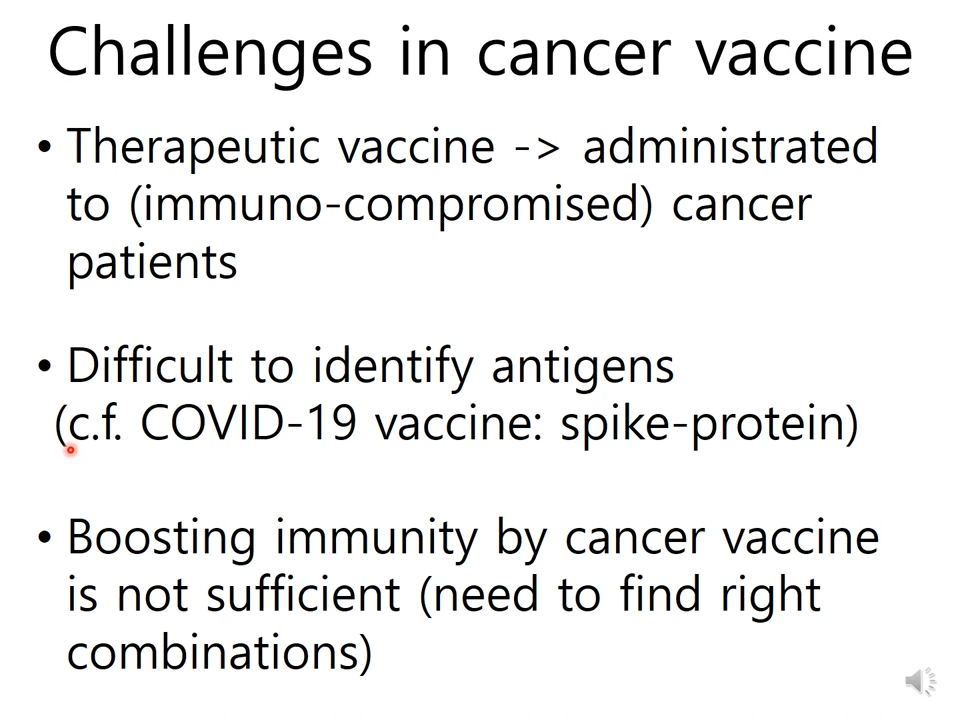 Challenges in cancer vaccine
• Therapeutic vaccine -> administrated
to (immuno-compromised) cancer
patients
• Difficult to identify antigens
(c.f. COVID-19 vaccine: spike-protein)
• Boosting immunity by cancer vaccine
is not sufficient (need to find right
combinations)